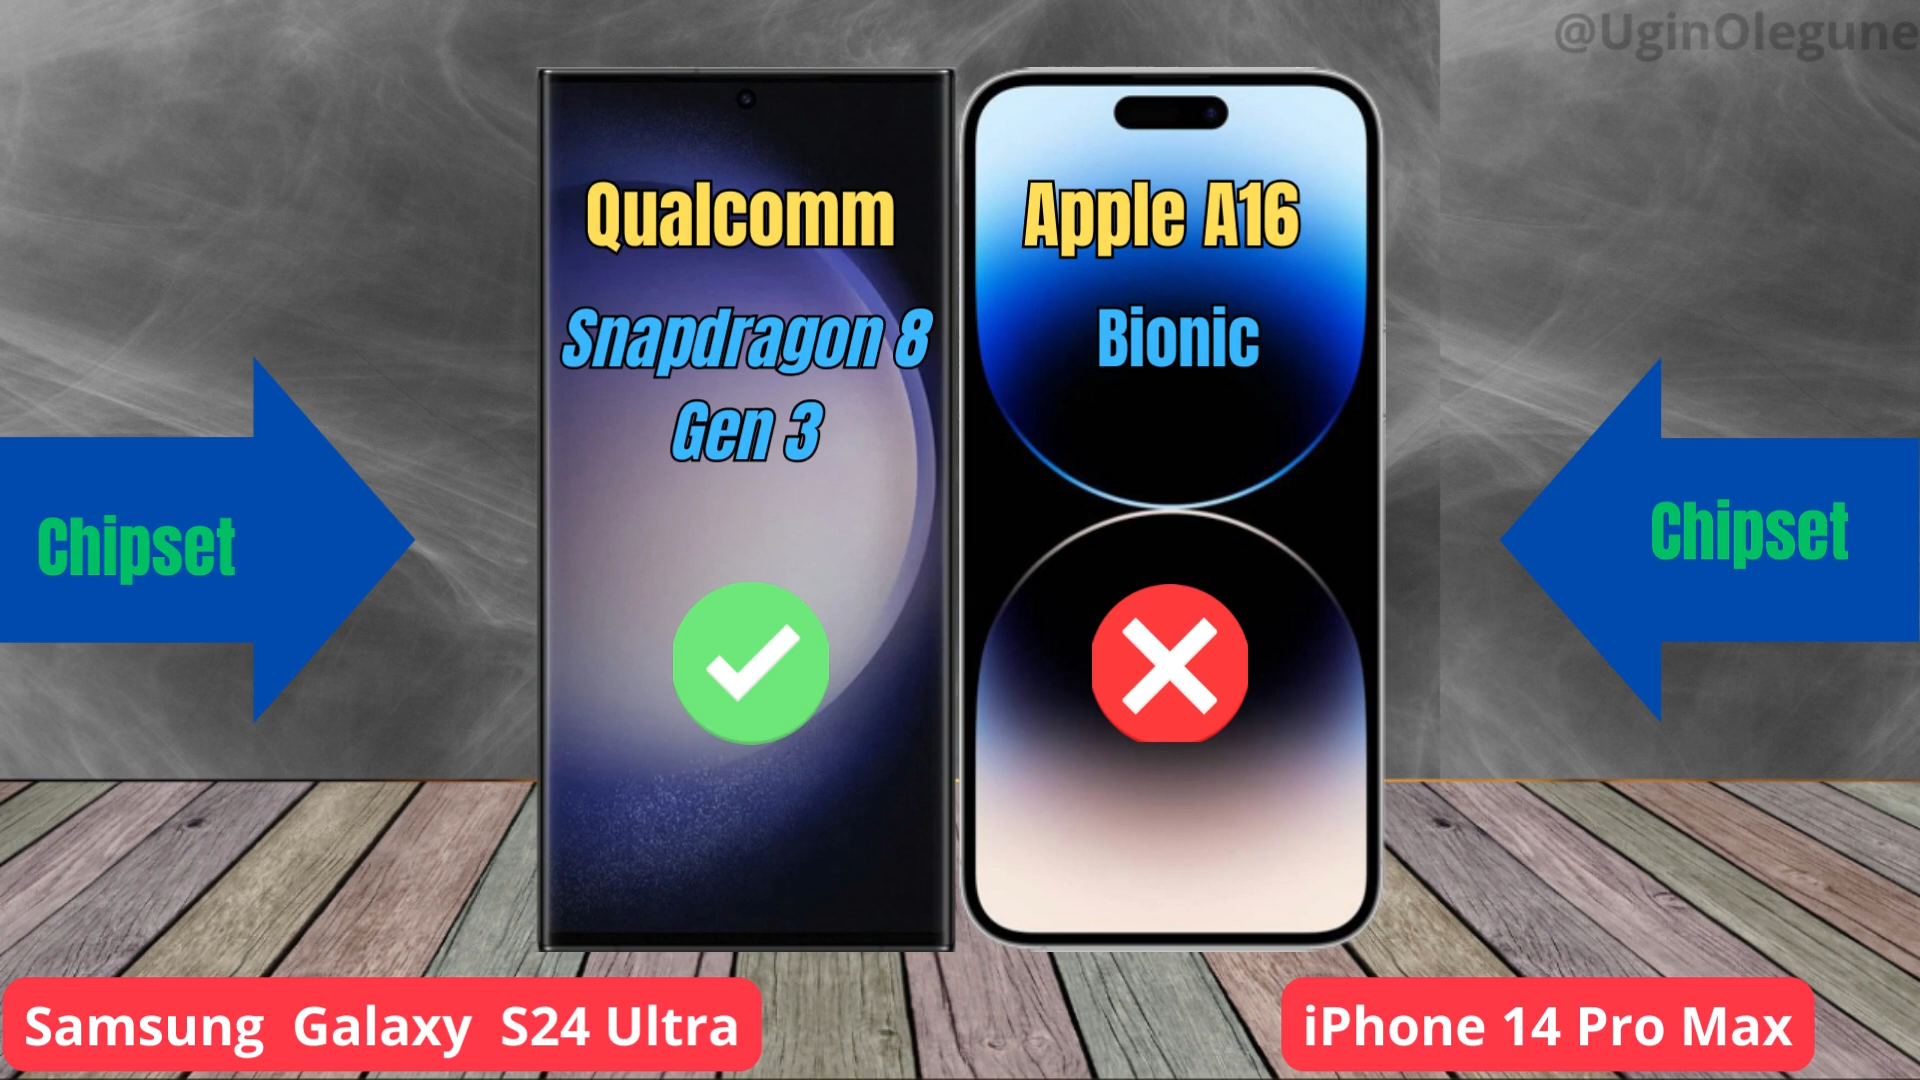 @UginOlegune
Qualcomm
Snapdragon 8
Gen 3
Apple A16
Bionic
Chipset
Chipset
Samsung Galaxy S24 Ultra
iPhone 14 Pro Max